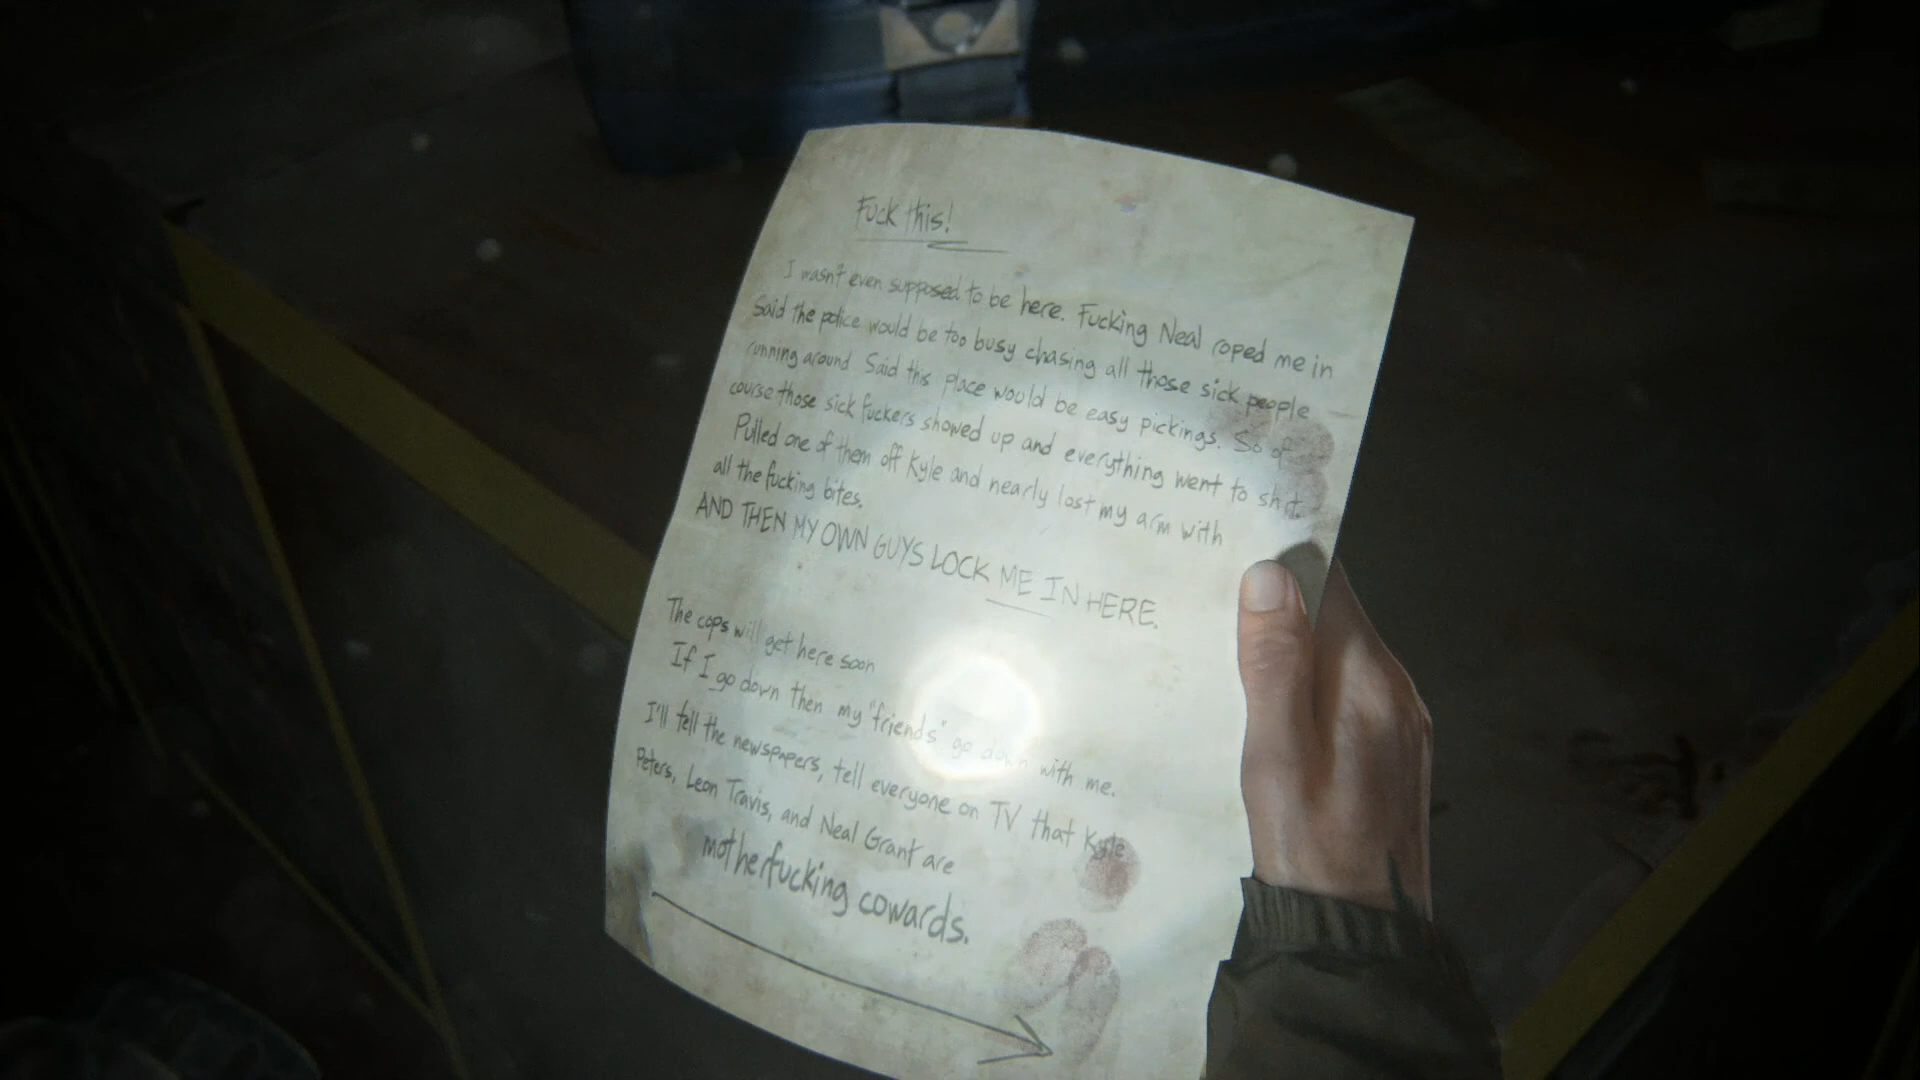 Fuck this!
I wasn't even supposed to be here. Fucking Neal roped me in
Said the police would be too busy chasing all those sick people
running around. Said this place would be easy pickings. So of
course those sick fuckers showed up and everything went to shit.
Pulled one of them off Kyle and nearly lost my arm with
all the fucking bites.
AND THEN MY OWN GUYS LOCK ME IN HERE.
The cops will get here soon
If I go down then my "friends" go down with me.
I'll tell the newspapers, tell everyone on TV that Kyle
Peters, Leon Travis, and Neal Grant are
motherfucking cowards.